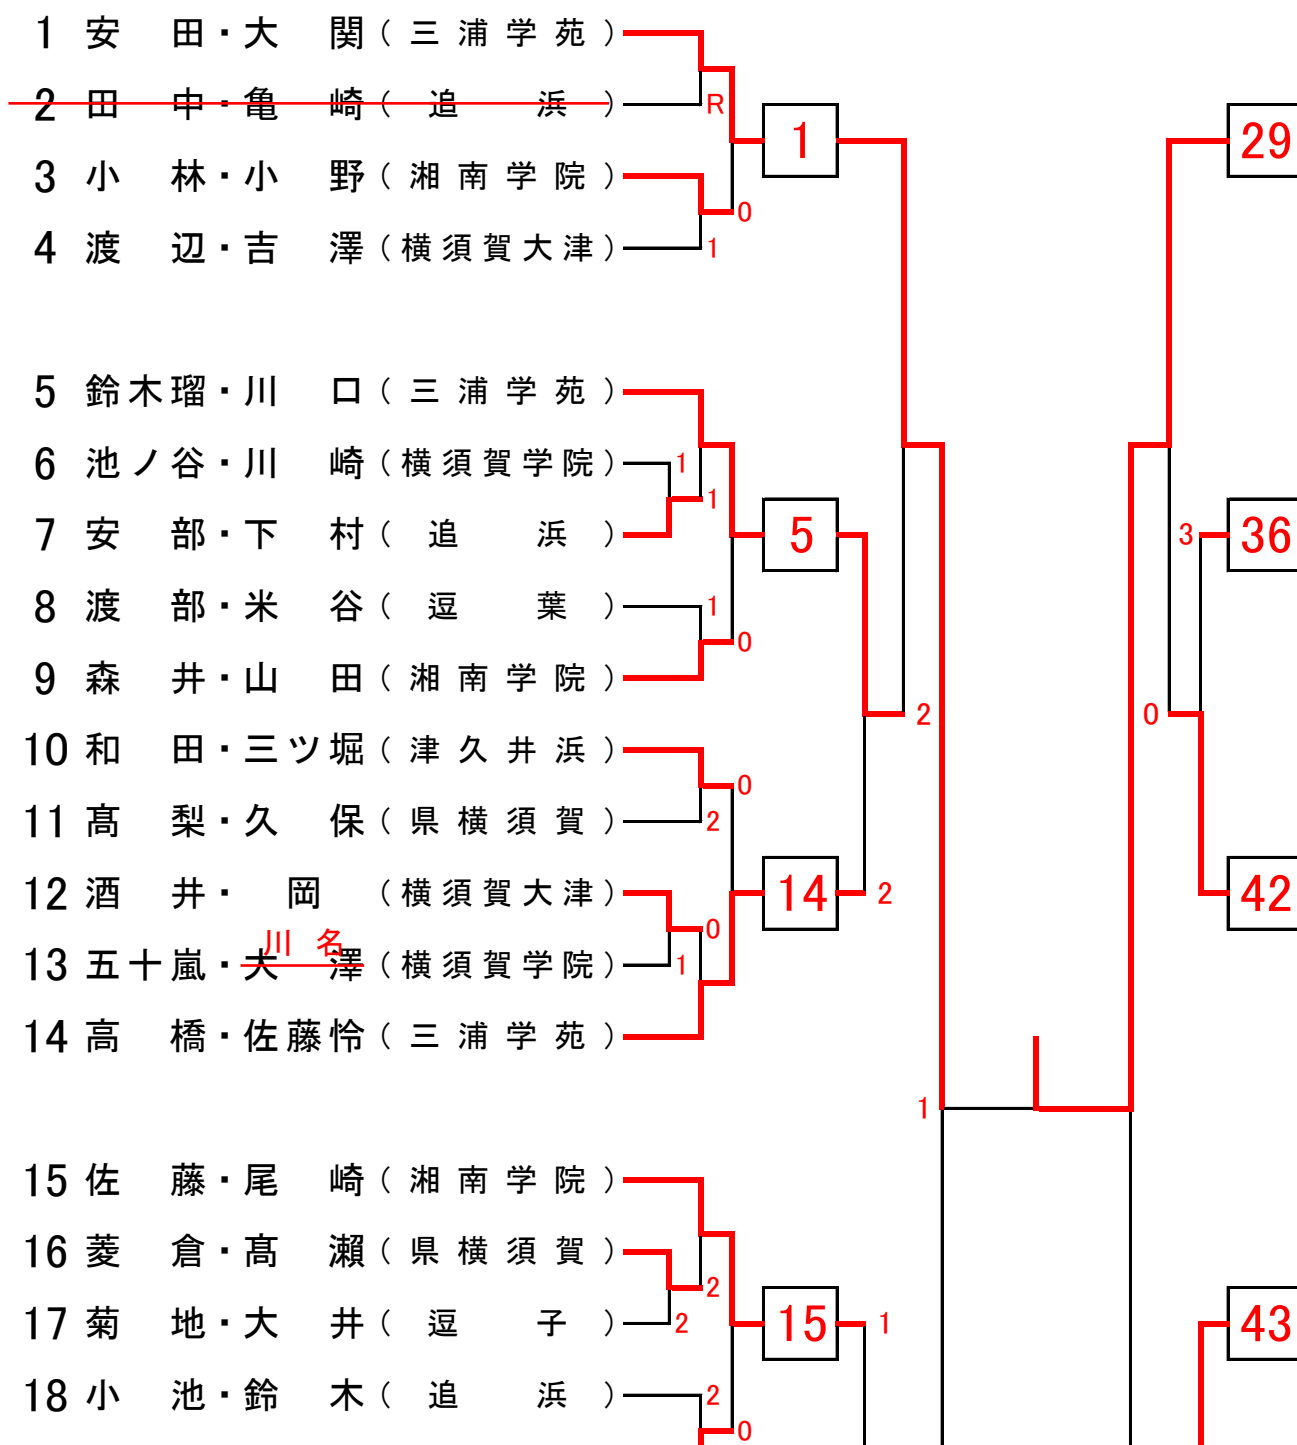 1 安田・大関(三浦学苑)
2 田中・亀崎(追浜)
R
1
29
3 小林・小野(湘南学院)
0
4 渡辺・吉澤(横須賀大津)
1
5 鈴木瑠・川口(三浦学苑)
6 池ノ谷・川崎(横須賀学院)
1
1
7 安部・下村(追浜)
5
3
36
8 渡部・米谷(逗葉)
1
0
9 森井・山田(湘南学院)
2
0
10 和田・三ツ堀(津久井浜)
0
11 髙梨・久保(県横須賀)
2
12 酒井・岡(横須賀大津)
14
2
42
0
川名
13 五十嵐・大澤(横須賀学院)
1
14 高橋・佐藤怜(三浦学苑)
1
15 佐藤・尾崎(湘南学院)
16 菱倉・髙瀬(県横須賀)
2
17 菊地・大井(逗子)
2
15
1
43
18 小池・鈴木(追浜)
2
0